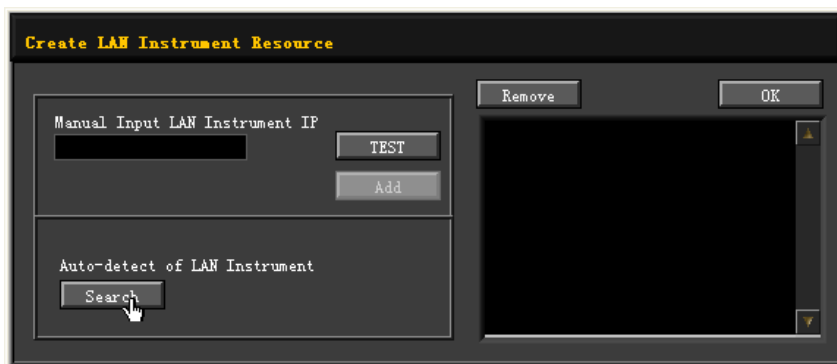 Create LAN Instrument Resource
Remove
OK
Manual Input LAN Instrument IP
TEST
Add
Auto-detect of LAN Instrument
Search